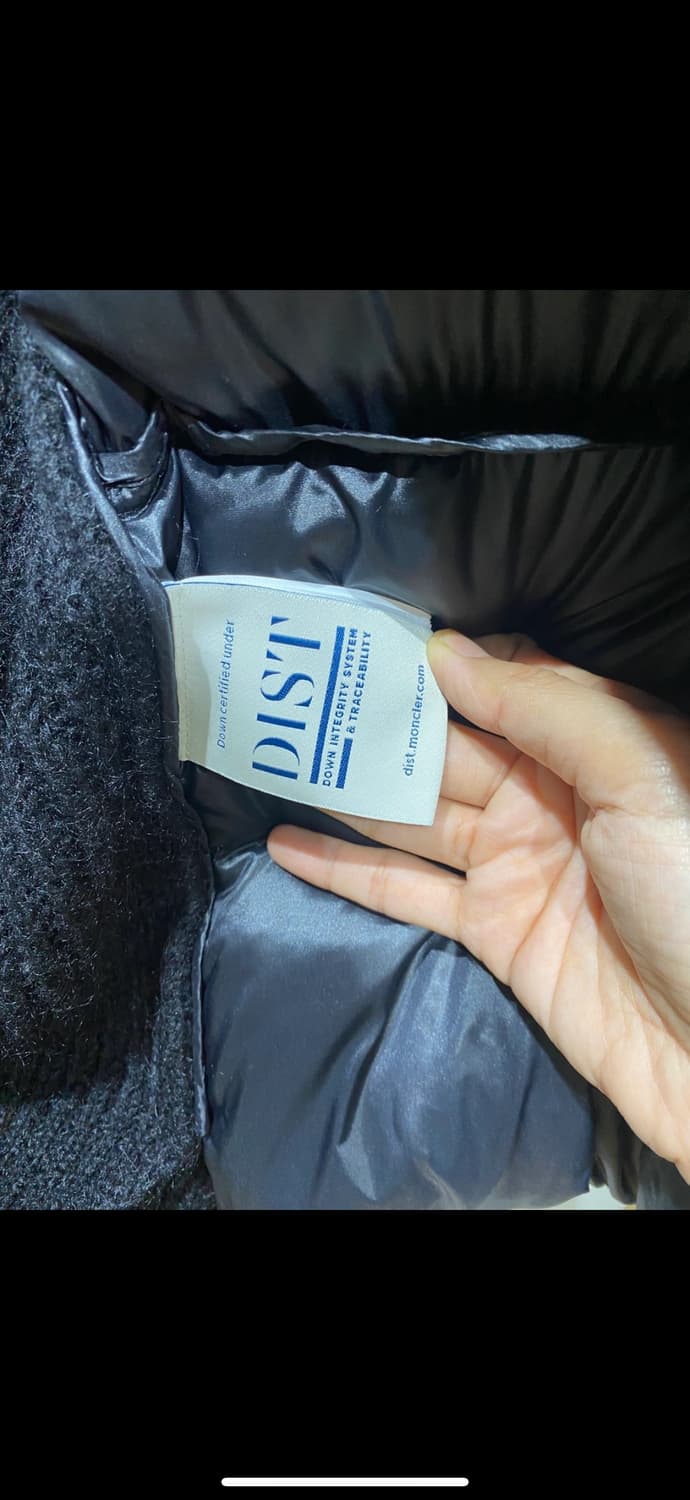 Down certified under
DIST
DOWN INTEGRITY SYSTEM
& TRACEABILITY
dist.moncler.com